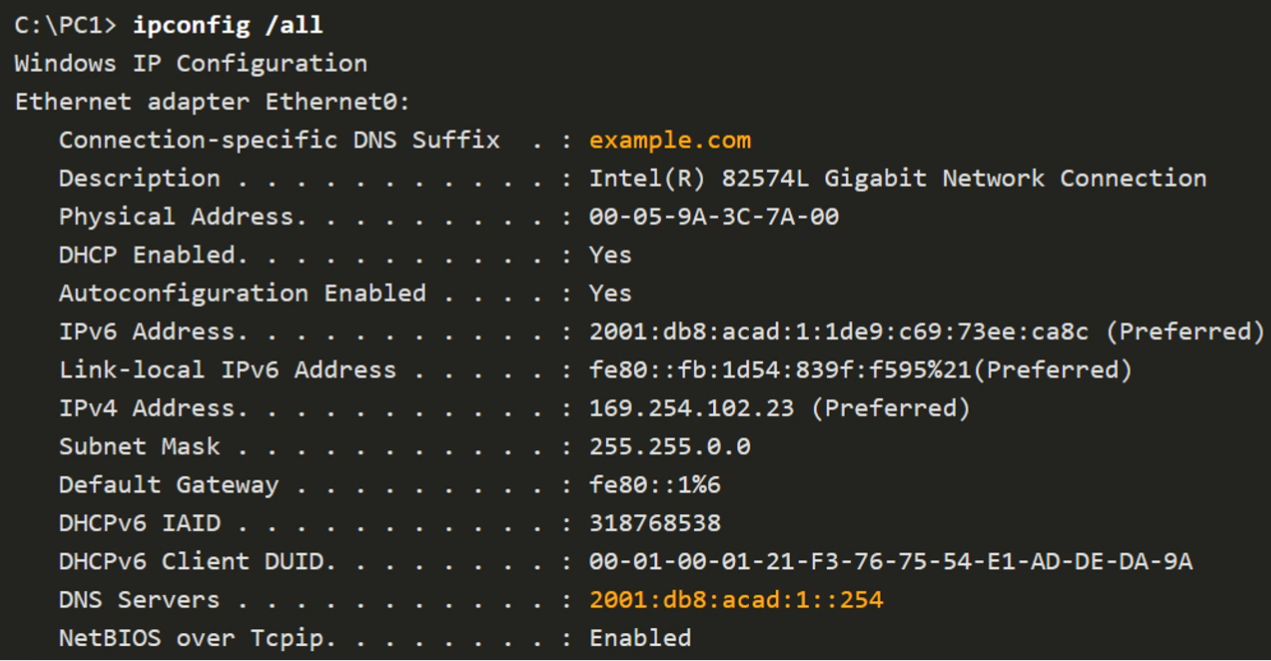 C:\PC1> ipconfig /all
Windows IP Configuration
Ethernet adapter Ethernet0:
   Connection-specific DNS Suffix  . : example.com
   Description . . . . . . . . . . . : Intel(R) 82574L Gigabit Network Connection
   Physical Address. . . . . . . . . : 00-05-9A-3C-7A-00
   DHCP Enabled. . . . . . . . . . . : Yes
   Autoconfiguration Enabled . . . . : Yes
   IPv6 Address. . . . . . . . . . . : 2001:db8:acad:1:1de9:c69:73ee:ca8c (Preferred)
   Link-local IPv6 Address . . . . . : fe80::fb:1d54:839f:f595%21(Preferred)
   IPv4 Address. . . . . . . . . . . : 169.254.102.23 (Preferred)
   Subnet Mask . . . . . . . . . . . : 255.255.0.0
   Default Gateway . . . . . . . . . : fe80::1%6
   DHCPv6 IAID . . . . . . . . . . . : 318768538
   DHCPv6 Client DUID. . . . . . . . : 00-01-00-01-21-F3-76-75-54-E1-AD-DE-DA-9A
   DNS Servers . . . . . . . . . . . : 2001:db8:acad:1::254
   NetBIOS over Tcpip. . . . . . . . : Enabled